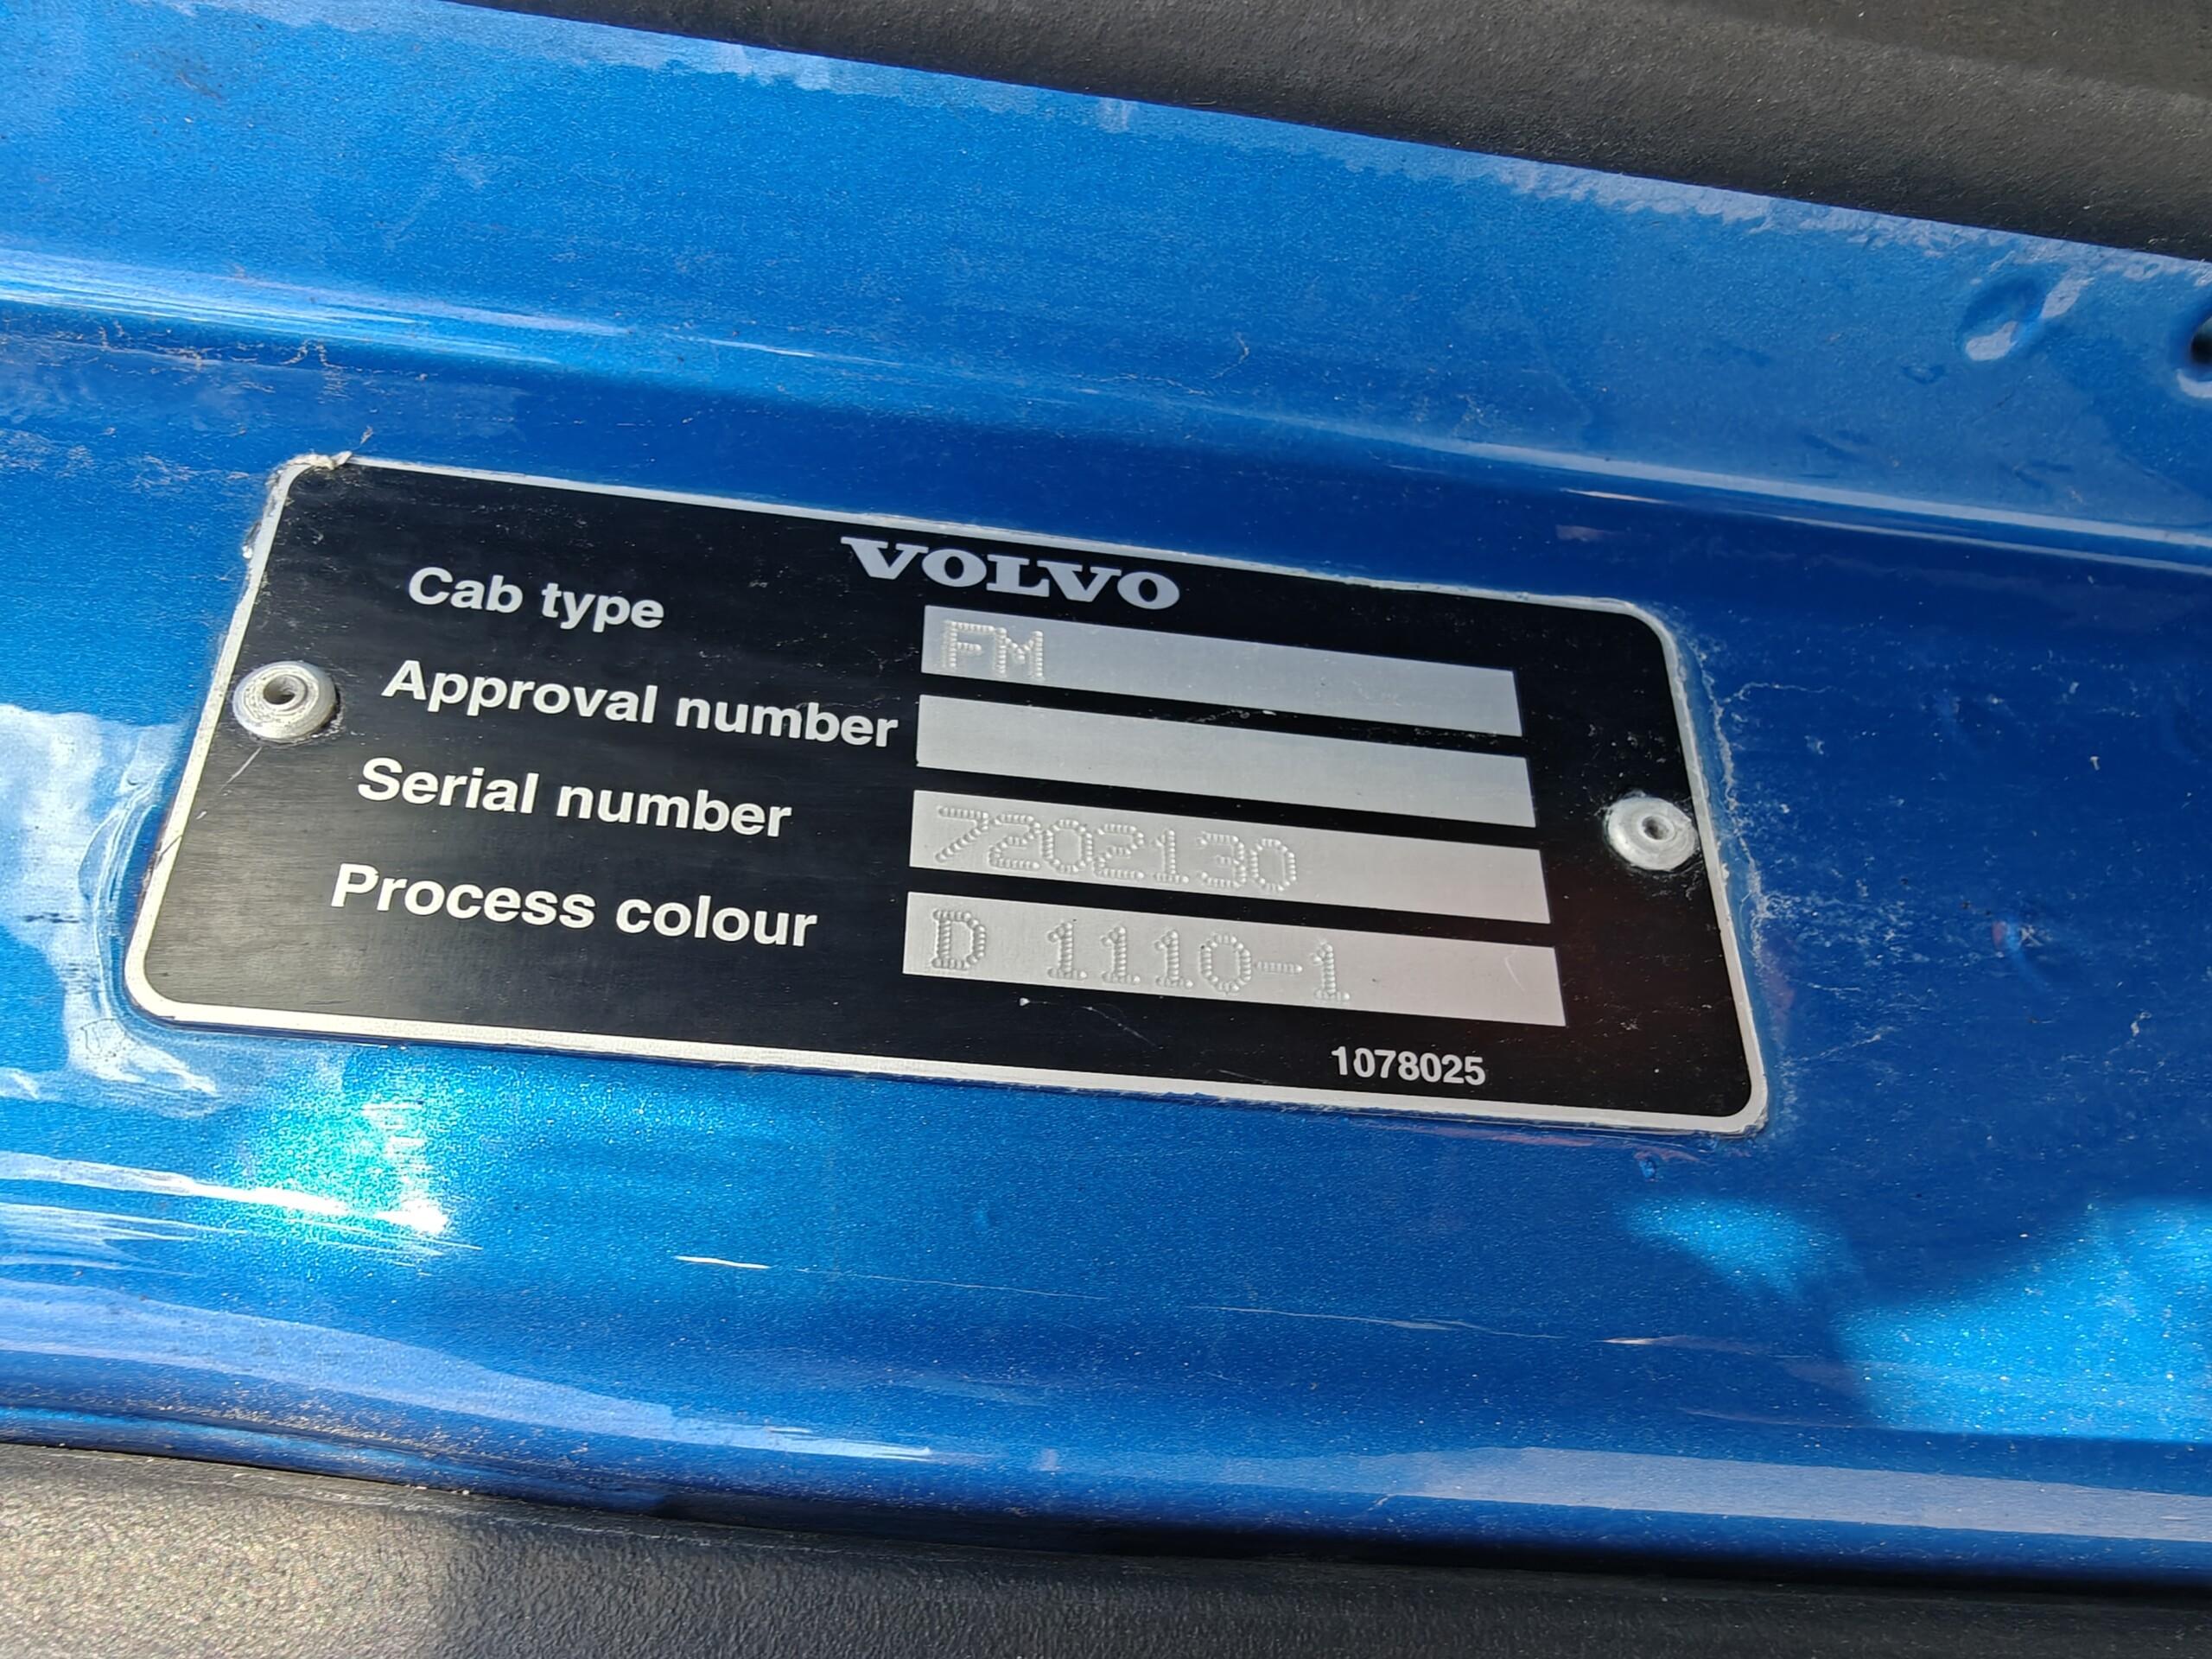 VOLVO
Cab type FM
Approval number
Serial number 7202130
Process colour D 1110-1
1078025